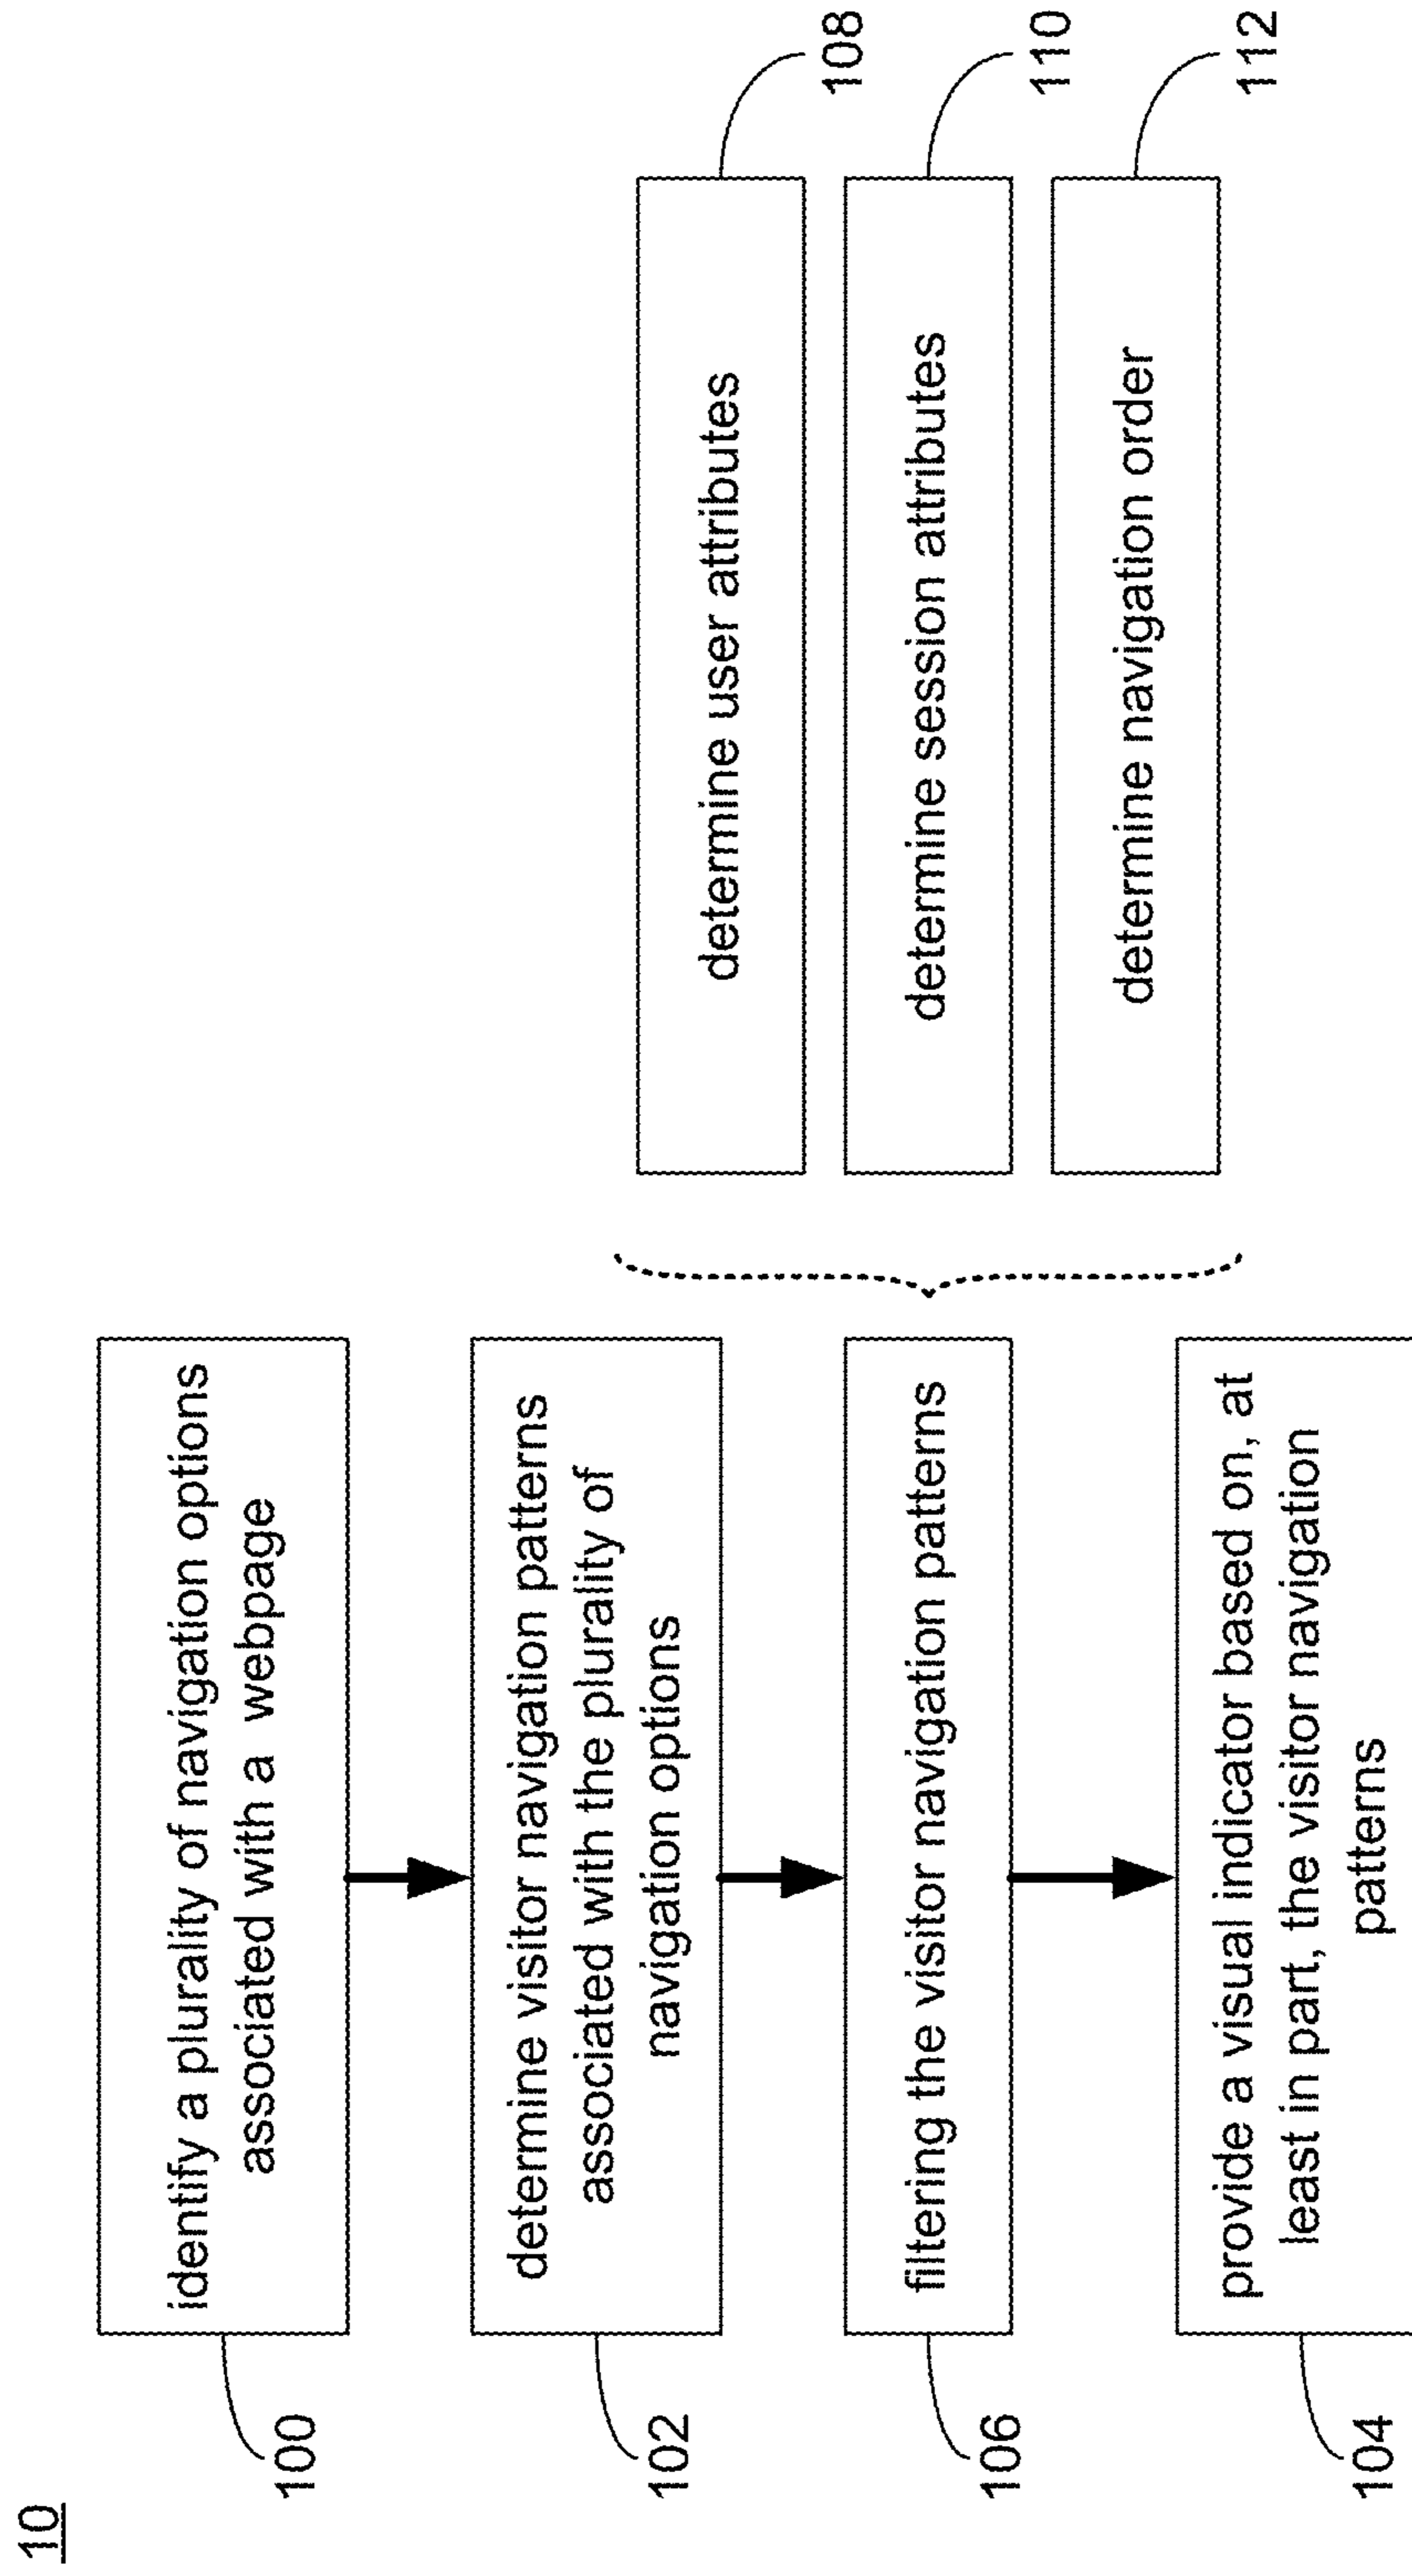 10
identify a plurality of navigation options
associated with a webpage
100
determine visitor navigation patterns
associated with the plurality of
navigation options
102
filtering the visitor navigation patterns
106
provide a visual indicator based on, at
least in part, the visitor navigation
patterns
104
determine user attributes
108
determine session attributes
110
determine navigation order
112